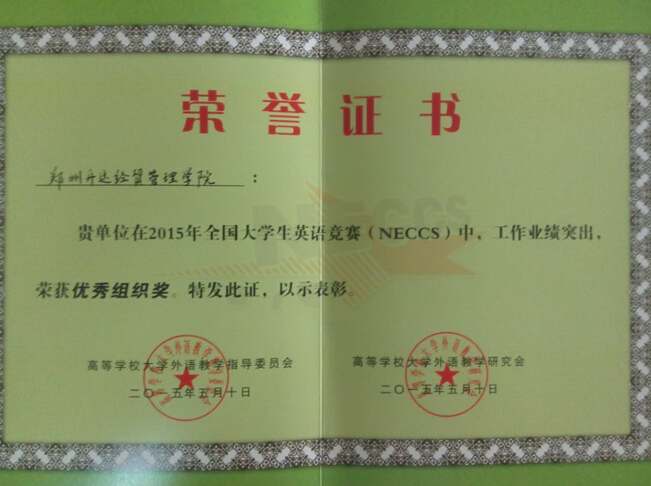 荣誉证书
郑州升达经贸管理学院：
NECCS
贵单位在2015年全国大学生英语竞赛（NECCS）中，工作业绩突出，
荣获优秀组织奖。特发此证，以示表彰。
高等学校大学外语教学指导委员会
二〇一五年五月十日
高等学校大学外语教学研究会
二〇一五年五月十日